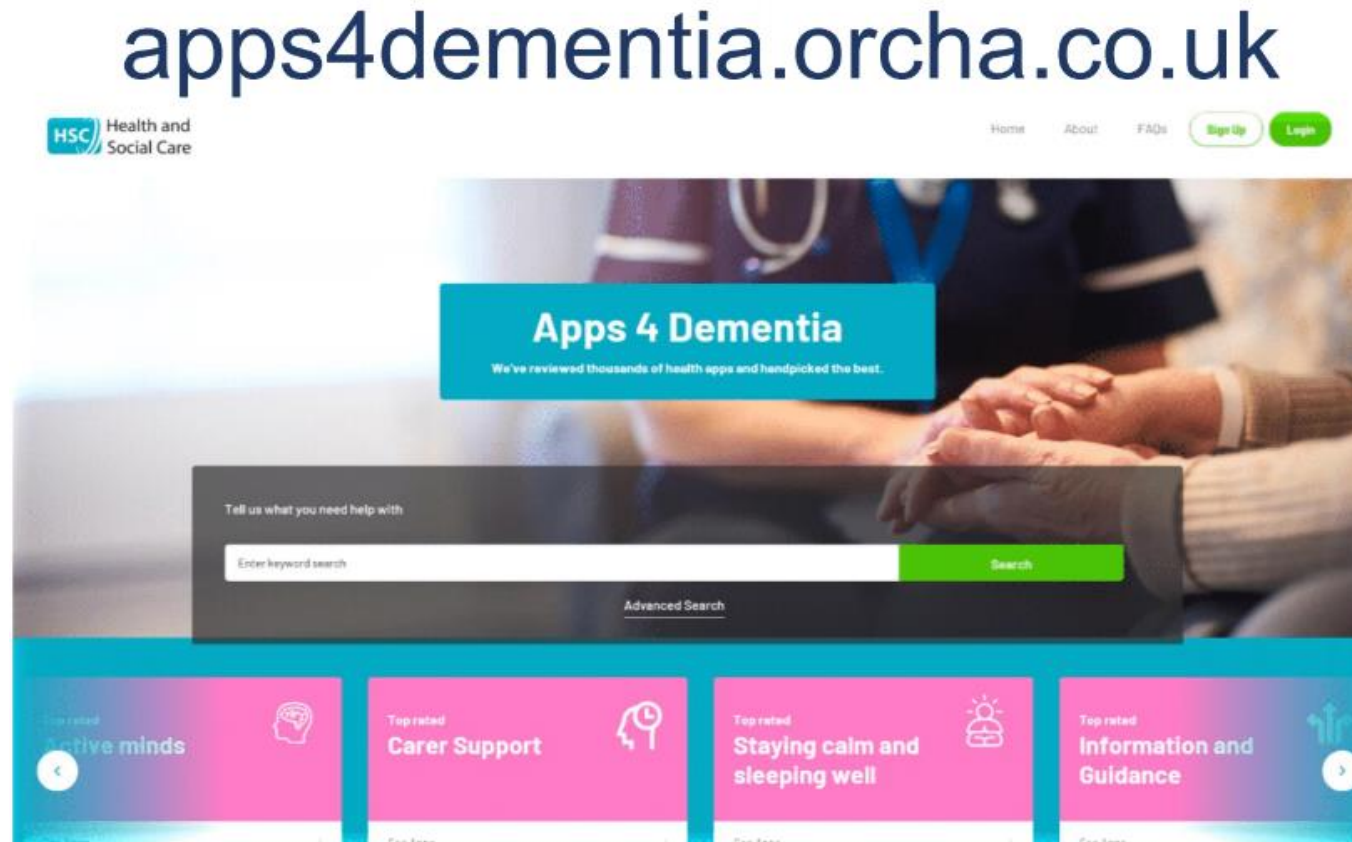 apps4dementia.orcha.co.uk
HSC Health and
Social Care
Home About FAQs Sign Up Login
Apps 4 Dementia
We've reviewed thousands of health apps and handpicked the best.
Tell us what you need help with
Enter keyword search Search
Advanced Search
Top rated
Active minds
Top rated
Carer Support
Top rated
Staying calm and
sleeping well
Top rated
Information and
Guidance